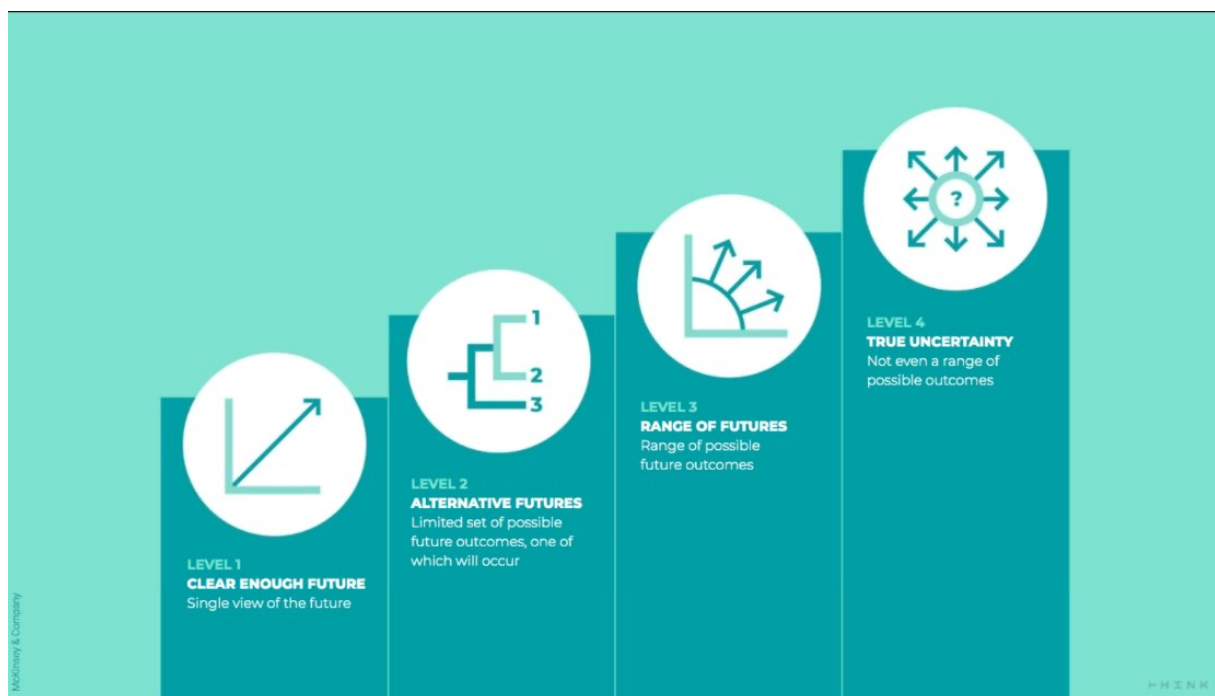 LEVEL 1
CLEAR ENOUGH FUTURE
Single view of the future
1
2
3
LEVEL 2
ALTERNATIVE FUTURES
Limited set of possible
future outcomes, one of
which will occur
LEVEL 3
RANGE OF FUTURES
Range of possible
future outcomes
?
LEVEL 4
TRUE UNCERTAINTY
Not even a range of
possible outcomes
McKinsey & Company
THINK